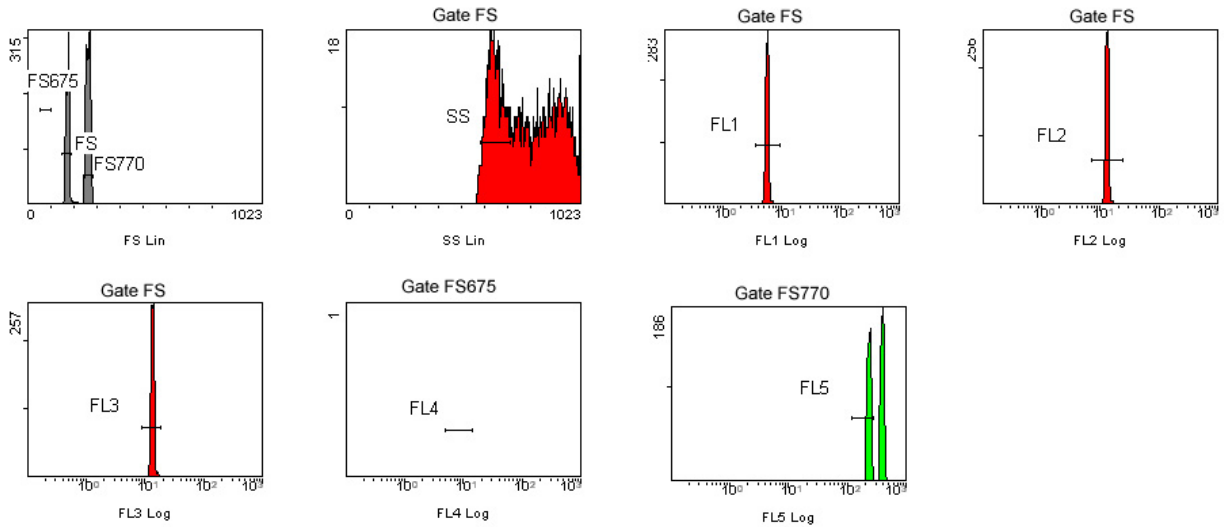 315
FS675
FS
FS770
0
1023
FS Lin
Gate FS
18
SS
0
1023
SS Lin
Gate FS
283
FL1
10⁰ 10¹ 10² 10³
FL1 Log
Gate FS
256
FL2
10⁰ 10¹ 10² 10³
FL2 Log
Gate FS
257
FL3
10⁰ 10¹ 10² 10³
FL3 Log
Gate FS675
1
FL4
10⁰ 10¹ 10² 10³
FL4 Log
Gate FS770
186
FL5
10⁰ 10¹ 10² 10³
FL5 Log